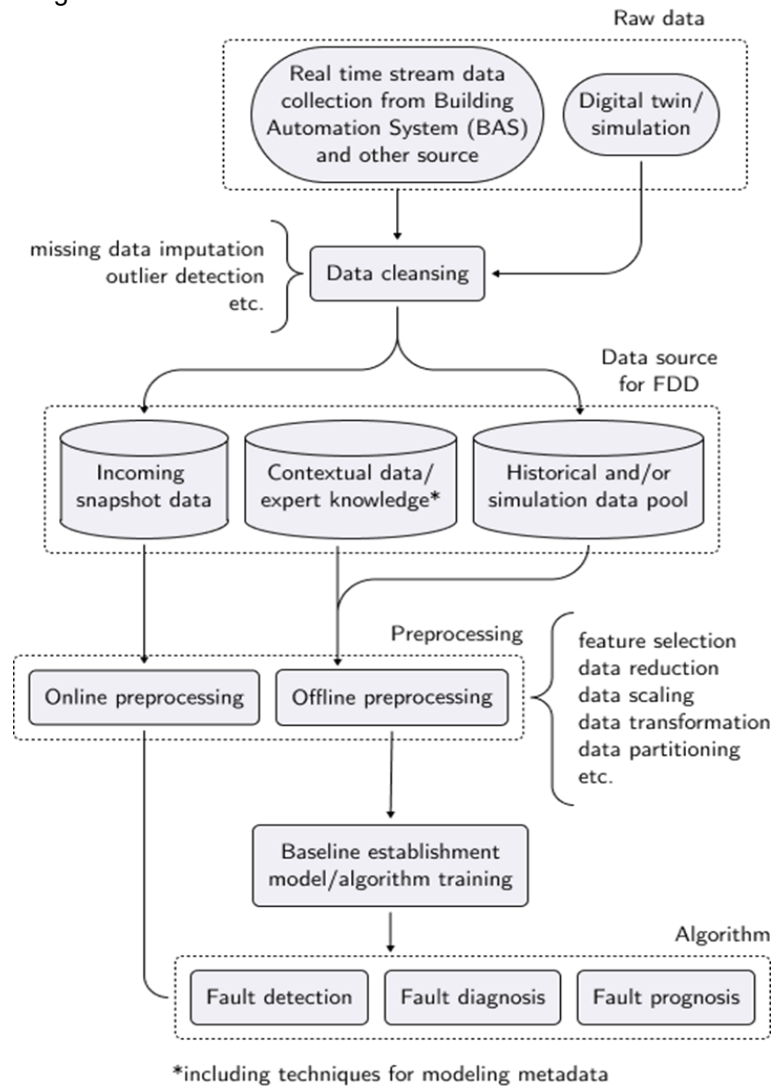 Raw data
Real time stream data
collection from Building
Automation System (BAS)
and other source
Digital twin/
simulation
missing data imputation
outlier detection
etc.
Data cleansing
Data source
for FDD
Incoming
snapshot data
Contextual data/
expert knowledge*
Historical and/or
simulation data pool
Preprocessing
Online preprocessing
Offline preprocessing
feature selection
data reduction
data scaling
data transformation
data partitioning
etc.
Baseline establishment
model/algorithm training
Algorithm
Fault detection
Fault diagnosis
Fault prognosis
*including techniques for modeling metadata